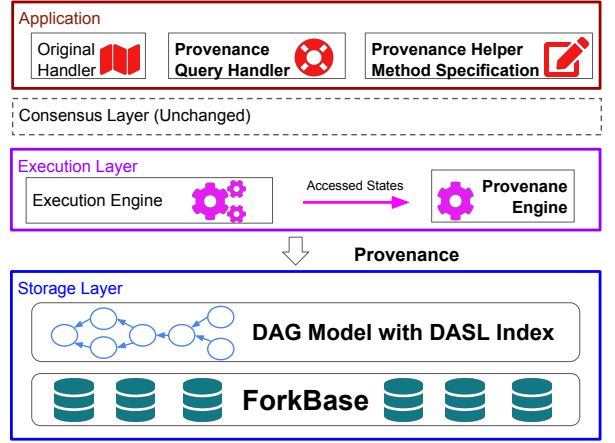 Application
Original
Handler
Provenance
Query Handler
Provenance Helper
Method Specification
Consensus Layer (Unchanged)
Execution Layer
Execution Engine
Accessed States
Provenane
Engine
Provenance
Storage Layer
DAG Model with DASL Index
ForkBase